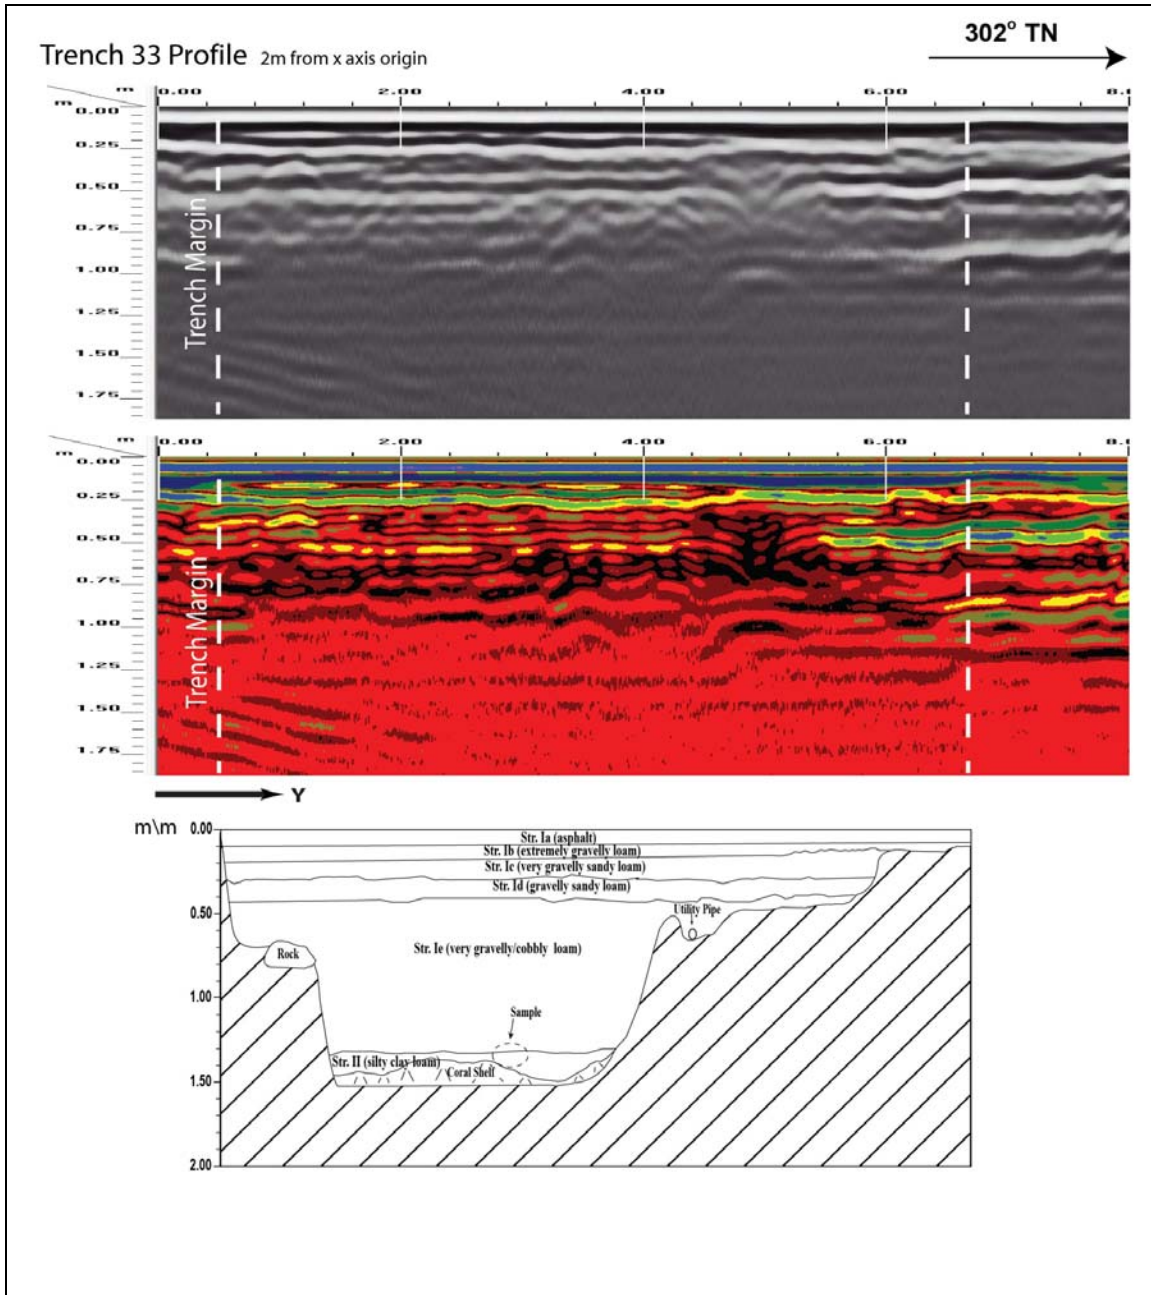 302° TN
Trench 33 Profile 2m from x axis origin
m 0.00 2.00 4.00 6.00 8.0
m
0.00
0.25
0.50
0.75
1.00
1.25
1.50
1.75
Trench Margin
m 0.00 2.00 4.00 6.00 8.0
m
0.00
0.25
0.50
0.75
1.00
1.25
1.50
1.75
Trench Margin
Y
m\m 0.00
Str. Ia (asphalt)
Str. Ib (extremely gravelly loam)
Str. Ic (very gravelly sandy loam)
Str. Id (gravelly sandy loam)
0.50
Utility Pipe
Str. Ie (very gravelly/cobbly loam)
Rock
1.00
Sample
Str. II (silty clay loam)
Coral Shelf
1.50
2.00